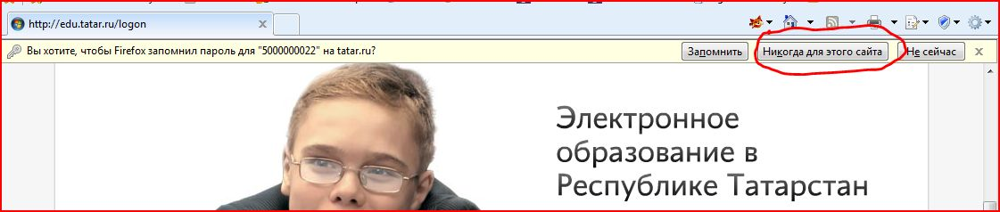 http://edu.tatar.ru/logon
Вы хотите, чтобы Firefox запомнил пароль для "5000000022" на tatar.ru? Запомнить Никогда для этого сайта Не сейчас
Электронное
образование в
Республике Татарстан